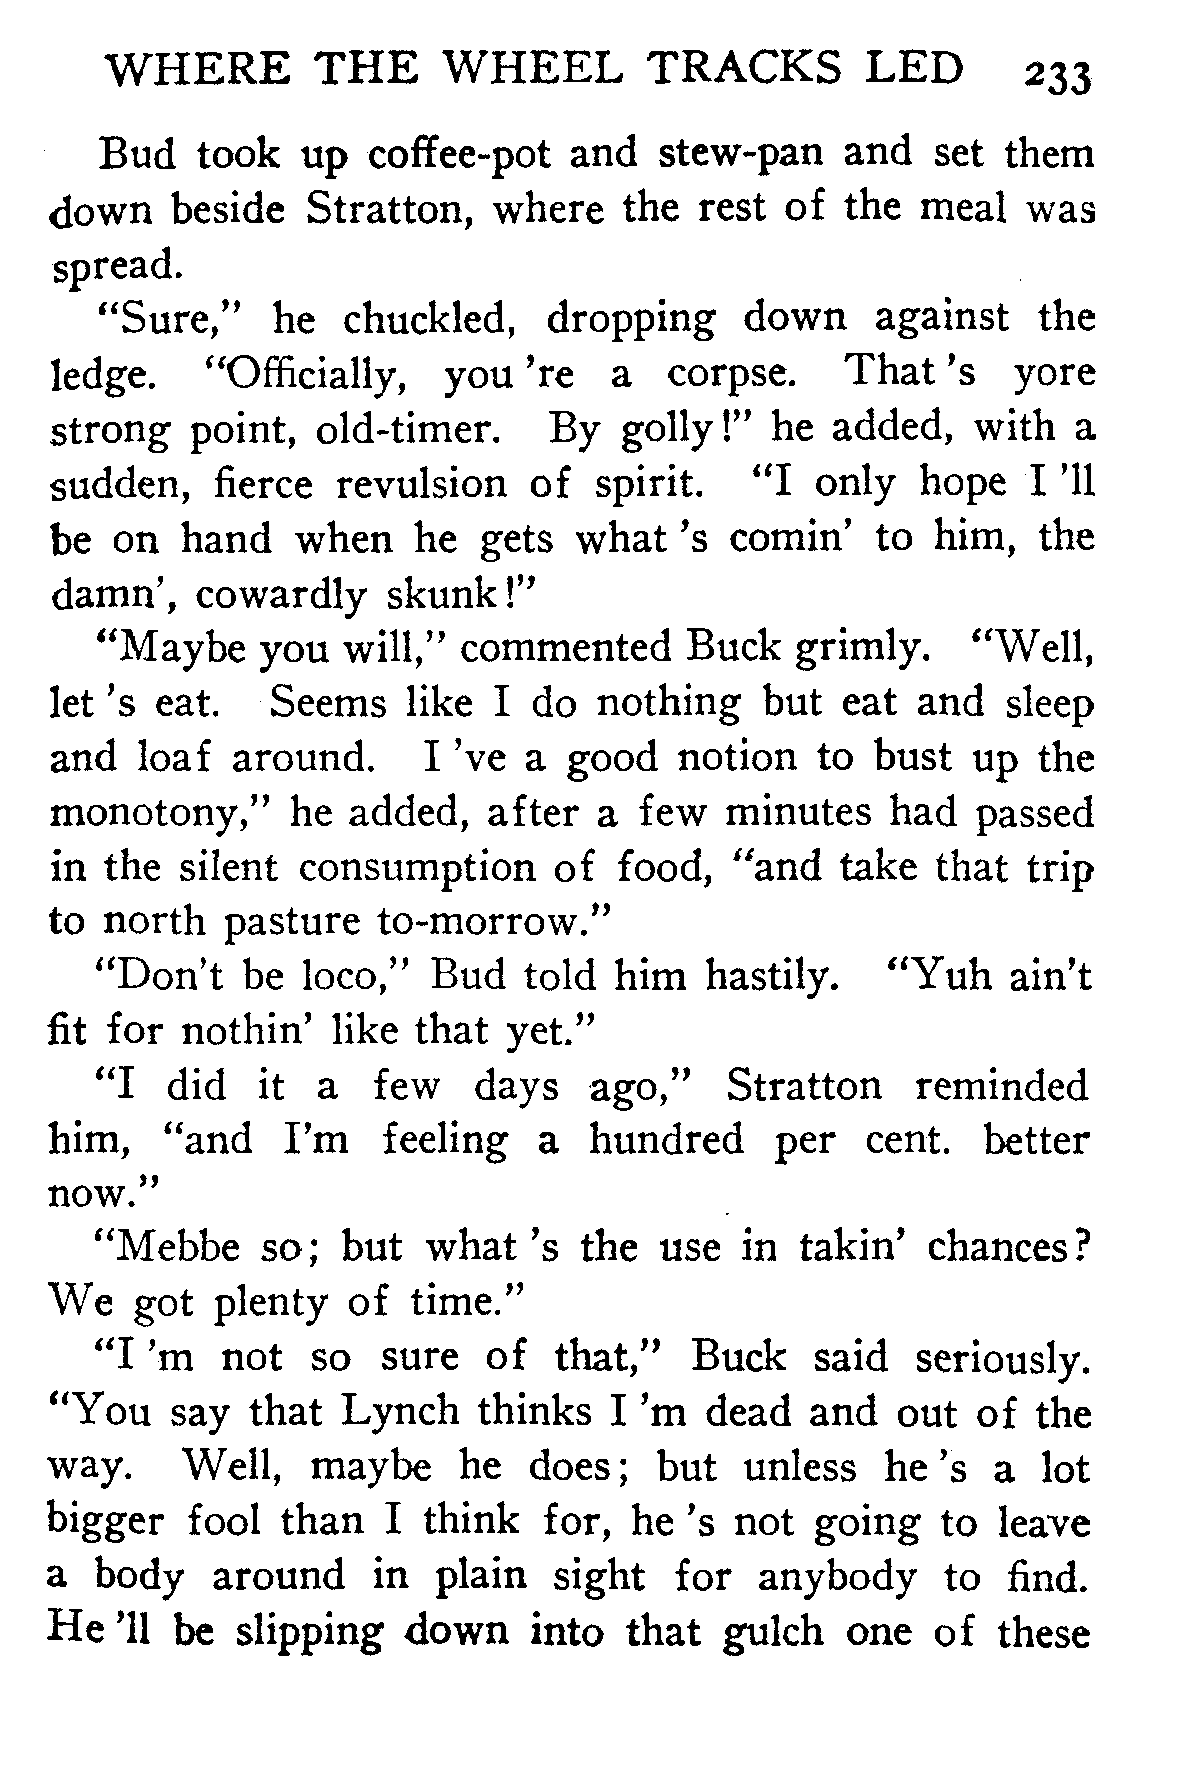 WHERE THE WHEEL TRACKS LED 233
Bud took up coffee-pot and stew-pan and set them
down beside Stratton, where the rest of the meal was
spread.
"Sure," he chuckled, dropping down against the
ledge. "Officially, you 're a corpse. That 's yore
strong point, old-timer. By golly!" he added, with a
sudden, fierce revulsion of spirit. "I only hope I 'll
be on hand when he gets what 's comin' to him, the
damn', cowardly skunk!"
"Maybe you will," commented Buck grimly. "Well,
let 's eat. Seems like I do nothing but eat and sleep
and loaf around. I 've a good notion to bust up the
monotony," he added, after a few minutes had passed
in the silent consumption of food, "and take that trip
to north pasture to-morrow."
"Don't be loco," Bud told him hastily. "Yuh ain't
fit for nothin' like that yet."
"I did it a few days ago," Stratton reminded
him, "and I'm feeling a hundred per cent. better
now."
"Mebbe so; but what 's the use in takin' chances?
We got plenty of time."
"I 'm not so sure of that," Buck said seriously.
"You say that Lynch thinks I 'm dead and out of the
way. Well, maybe he does; but unless he 's a lot
bigger fool than I think for, he 's not going to leave
a body around in plain sight for anybody to find.
He 'll be slipping down into that gulch one of these